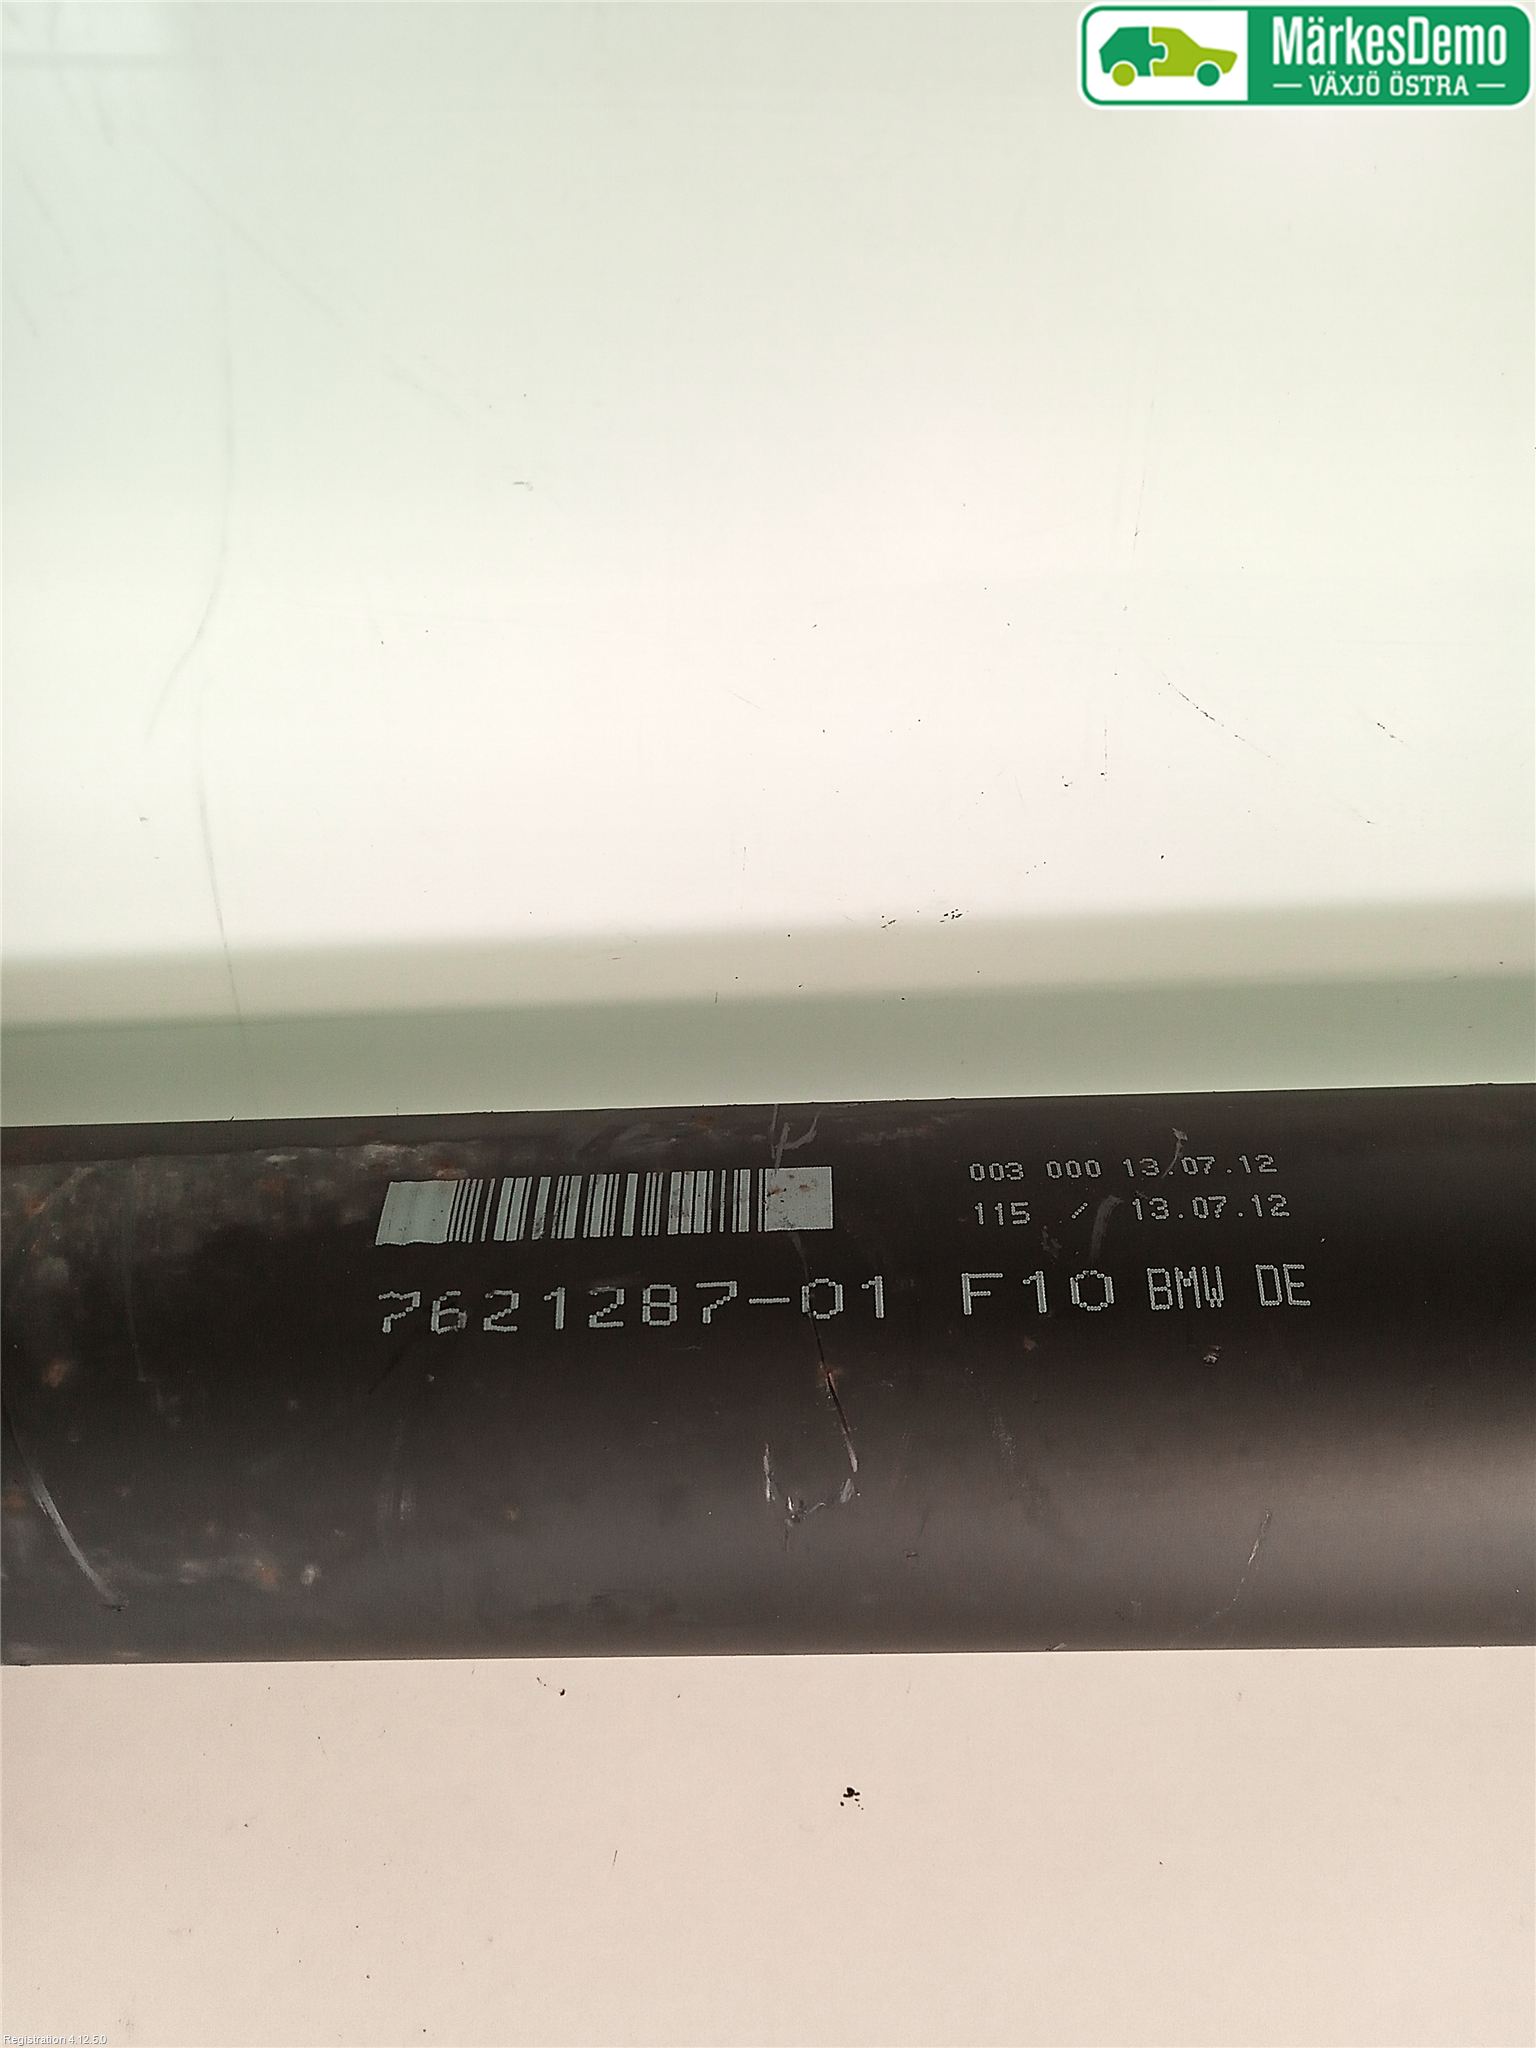 MärkesDemo
VÄXJÖ ÖSTRA
003 000 13.07.12
115 / 13.07.12
7621287-01 F10 BMW DE
Registration 4.12.5.0